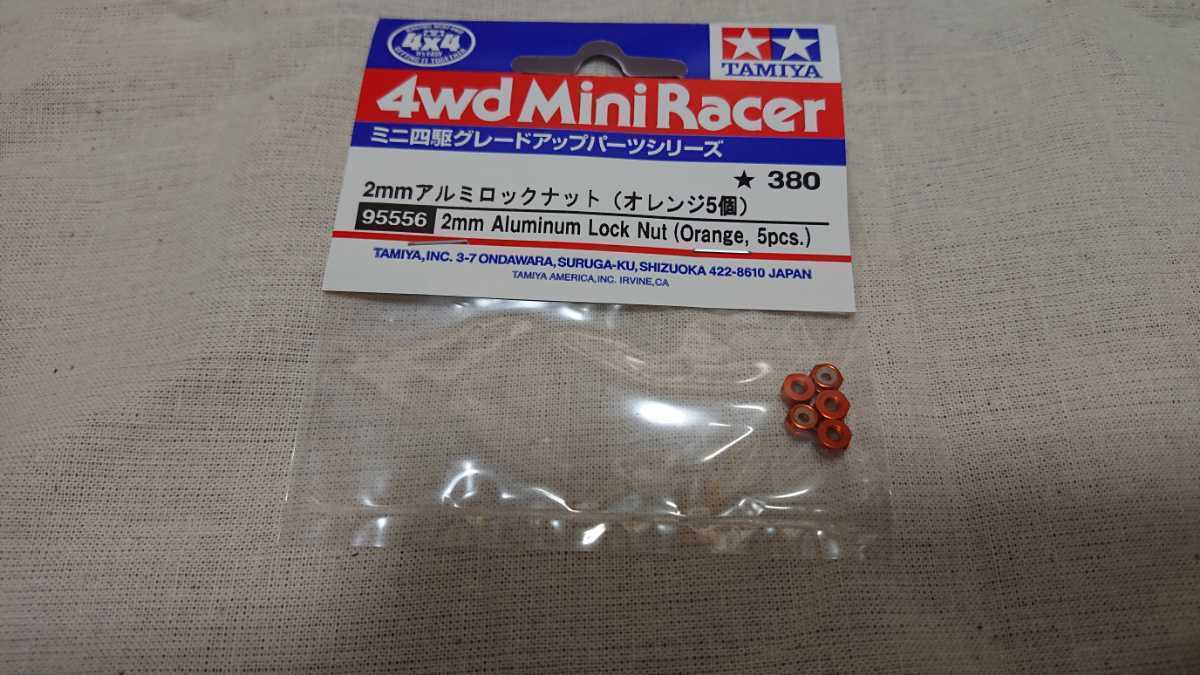 4x4
TAMIYA
4wd Mini Racer
ミニ四駆グレードアップパーツシリーズ
★ 380
2mmアルミロックナット（オレンジ5個）
95556 2mm Aluminum Lock Nut (Orange, 5pcs.)
TAMIYA, INC. 3-7 ONDAWARA, SURUGA-KU, SHIZUOKA 422-8610 JAPAN
TAMIYA AMERICA, INC. IRVINE, CA